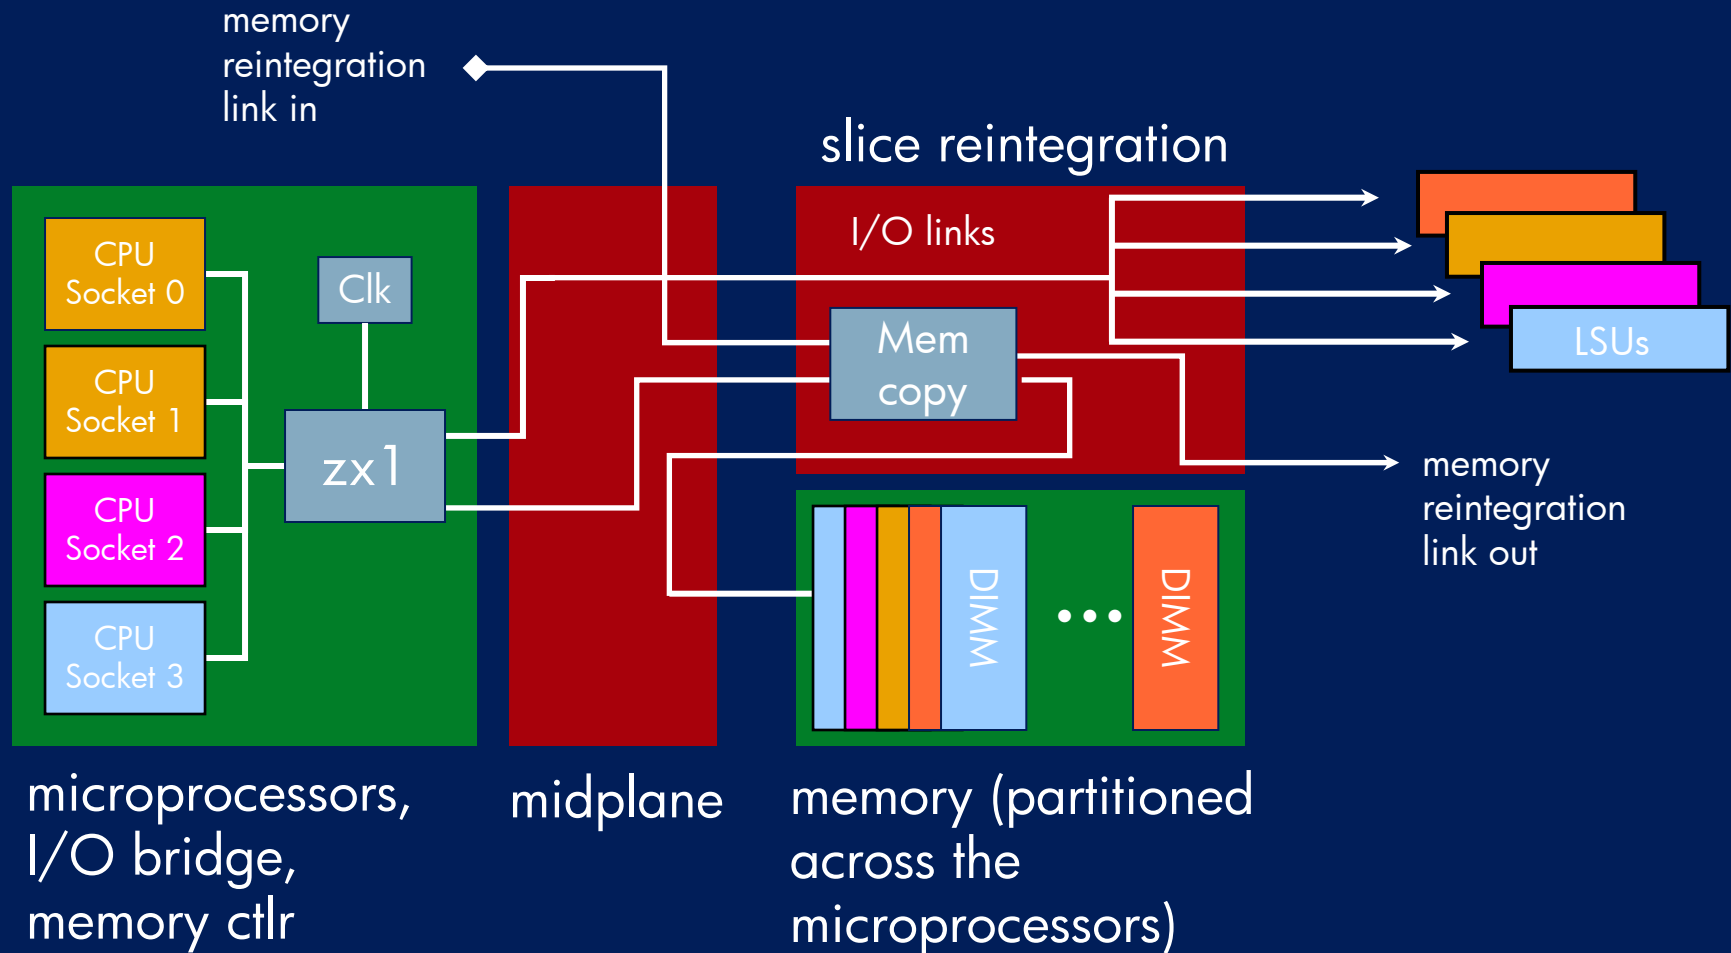 memory
reintegration
link in
slice reintegration
I/O links
CPU
Socket 0
Clk
CPU
Socket 1
zx1
CPU
Socket 2
CPU
Socket 3
Mem
copy
LSUs
memory
reintegration
link out
DIMM
DIMM
microprocessors,
I/O bridge,
memory ctlr
midplane
memory (partitioned
across the
microprocessors)